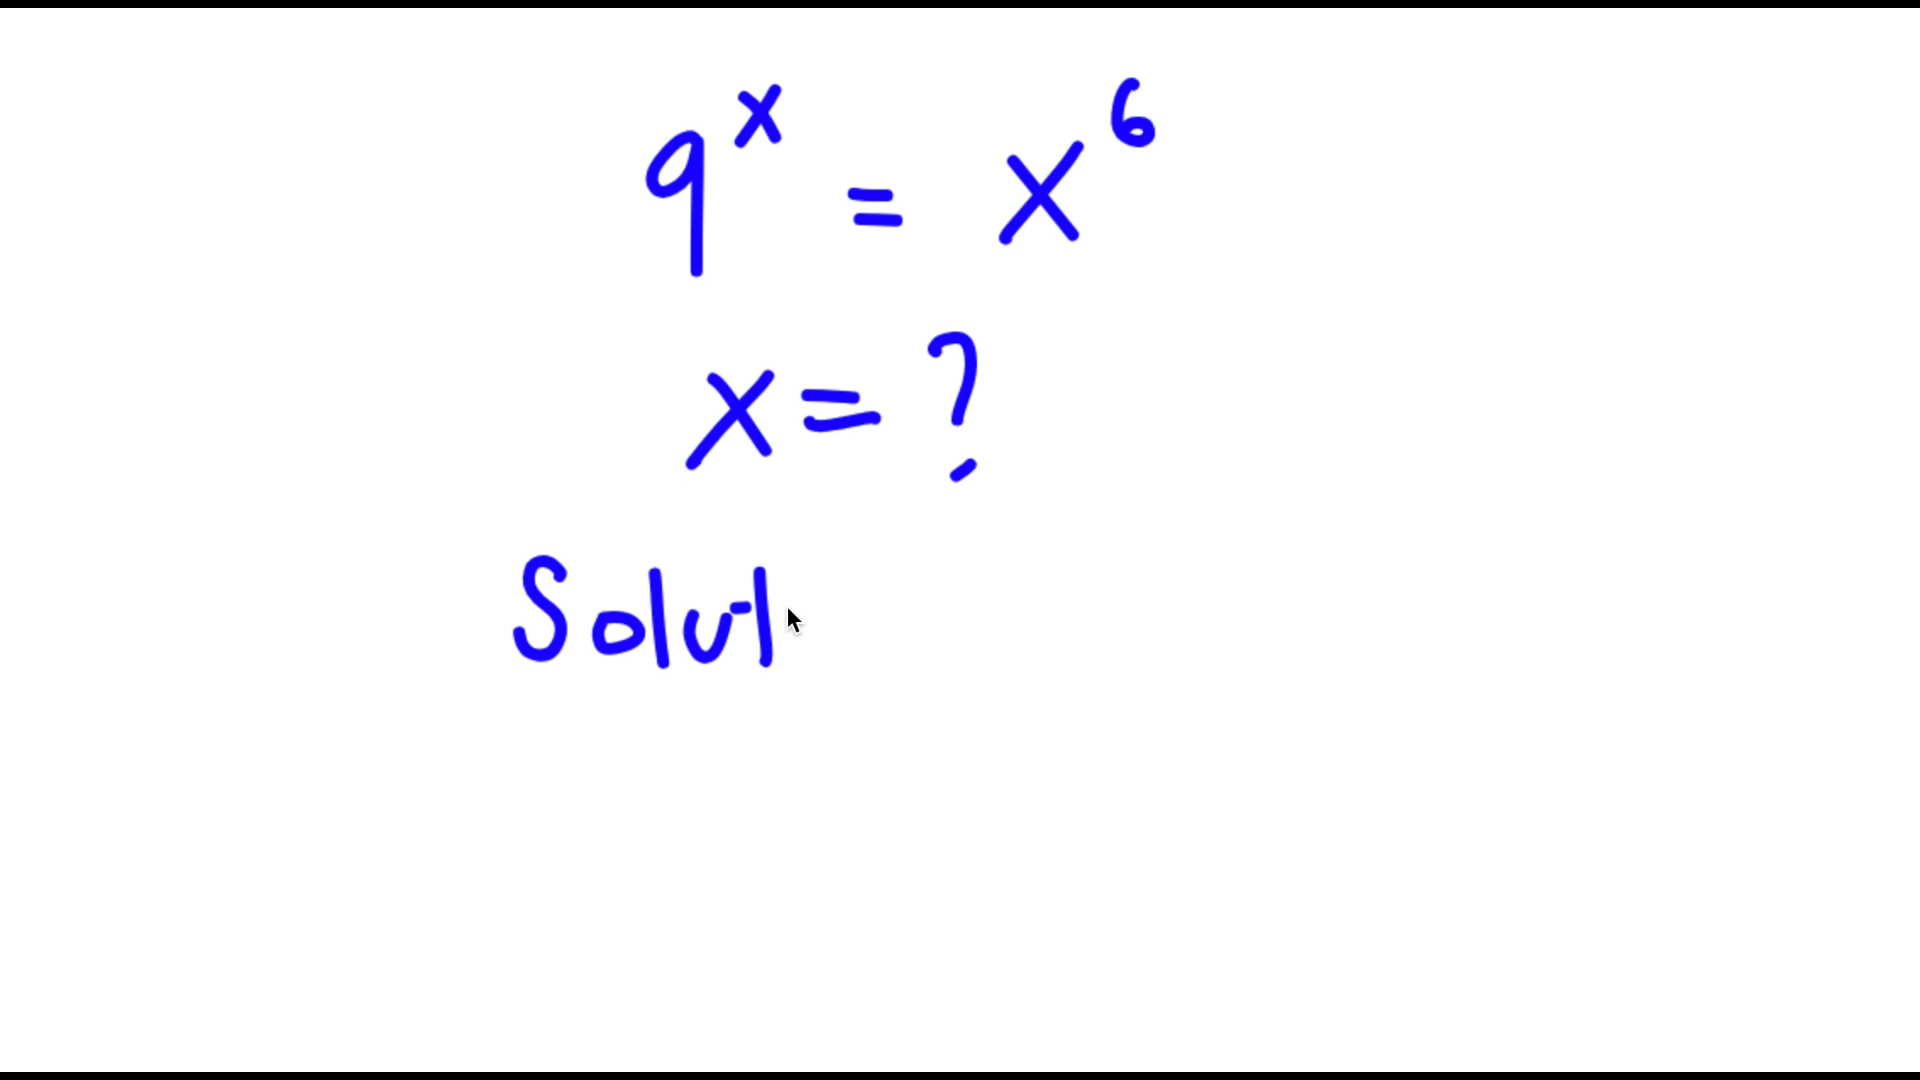 9^x = x^6
x = ?
Solut